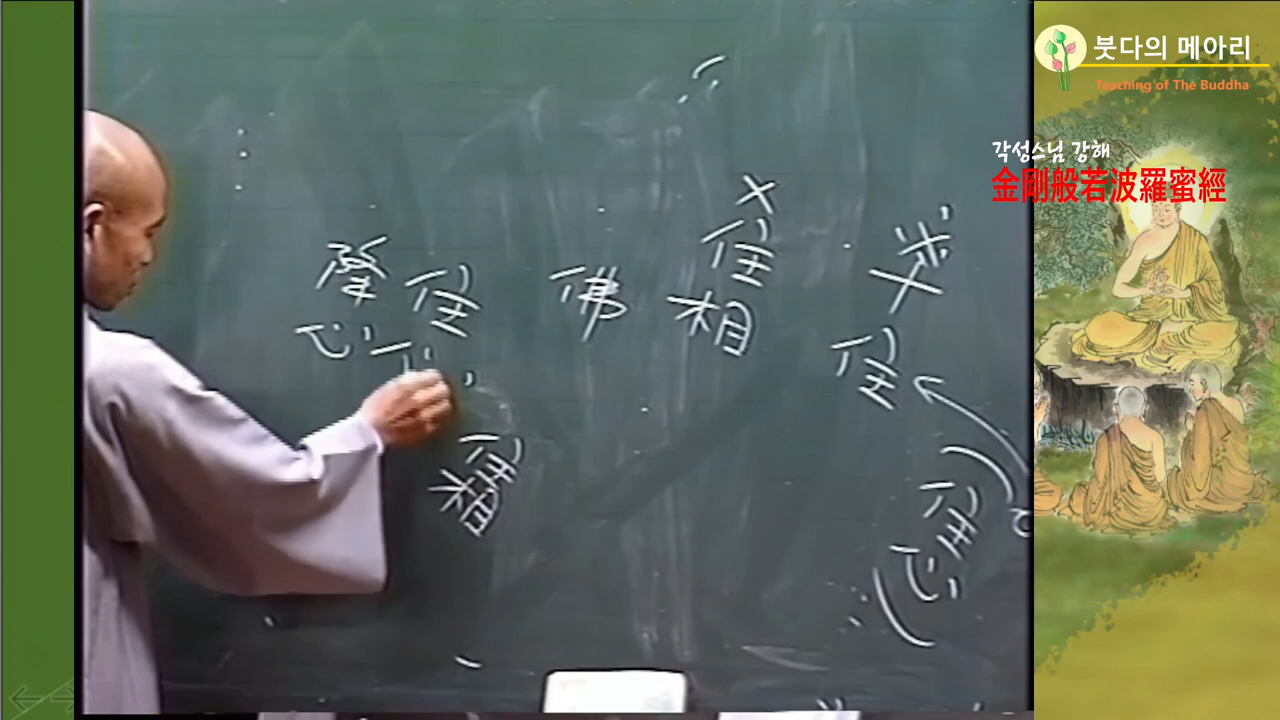 붓다의 메아리
Teaching of The Buddha
각성스님 강해
金剛般若波羅蜜經
住
佛
住
相
住
相
住
住
心